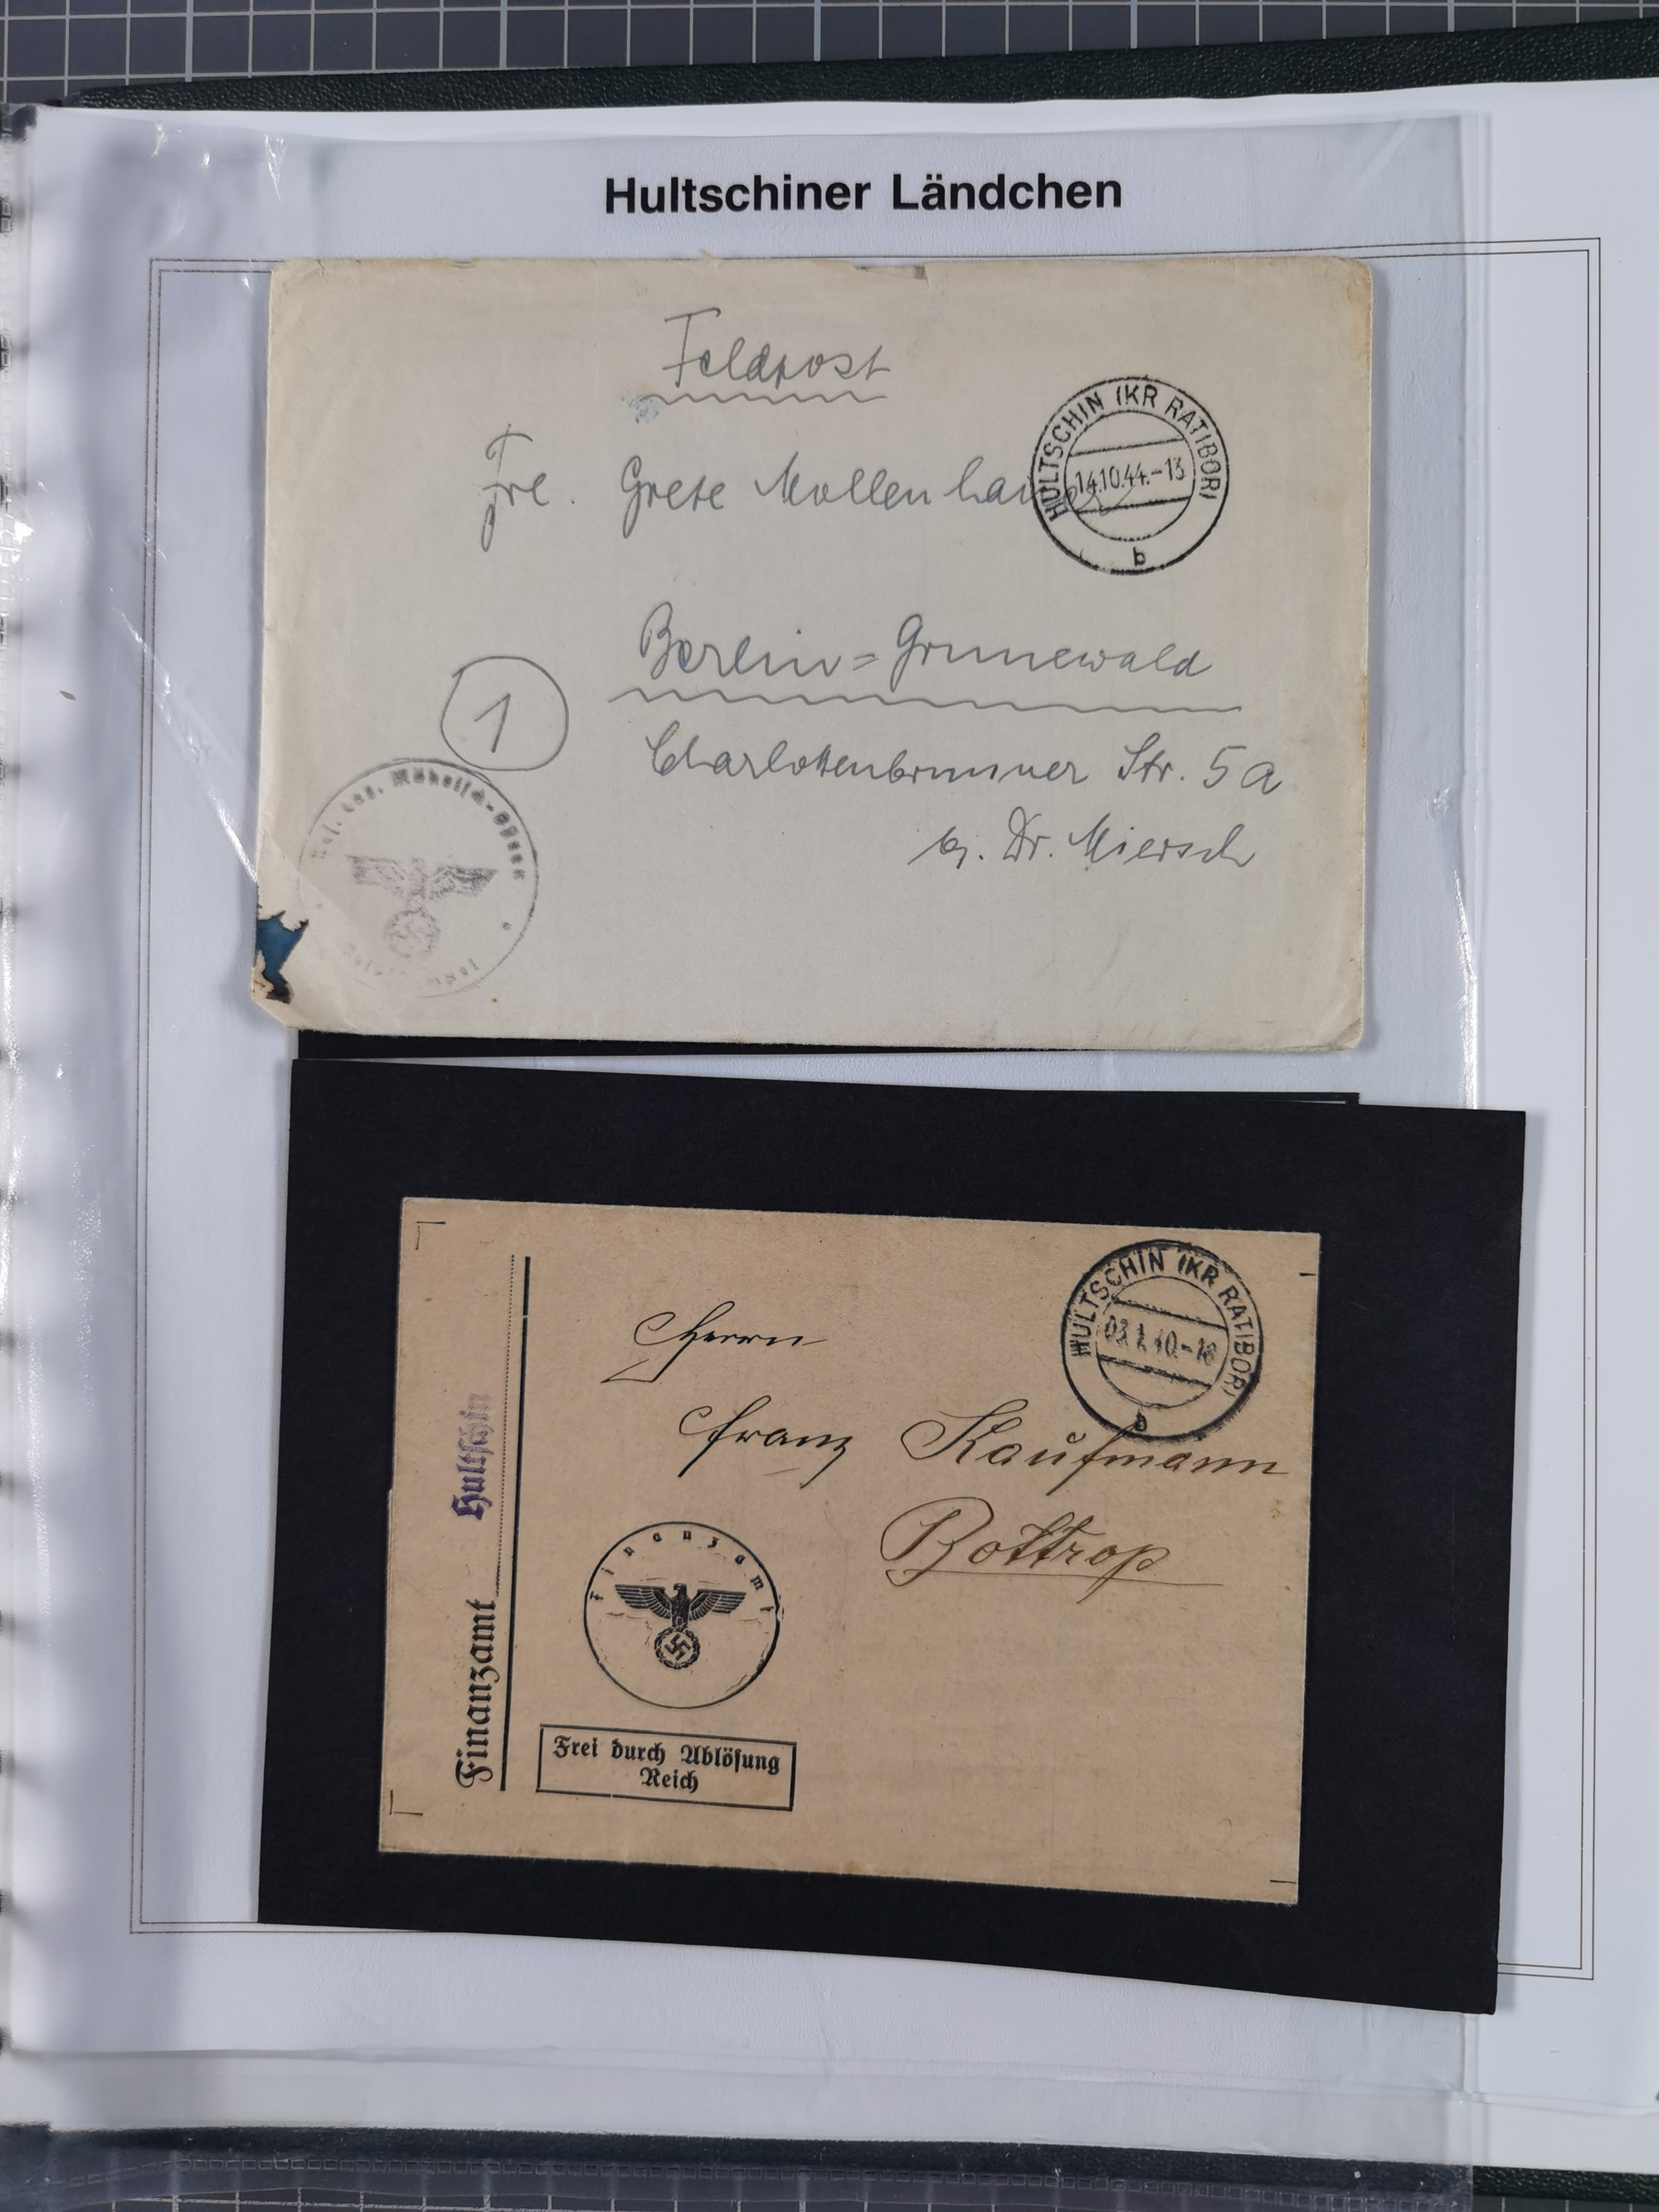 Hultschiner Ländchen
Feldpost
Frl. Grete Mollenhauer
HULTSCHIN (KR RATIBOR)
14.10.44.-13
b
Berlin=Grunewald
1
Charlottenbrunner Str. 5a
b. Dr. Miersch
HULTSCHIN (KR RATIBOR)
b
Herrn
Franz Kaufmann
Bottrop
Finanzamt Hultschin
Finanzamt
Frei durch Ablösung
Reich